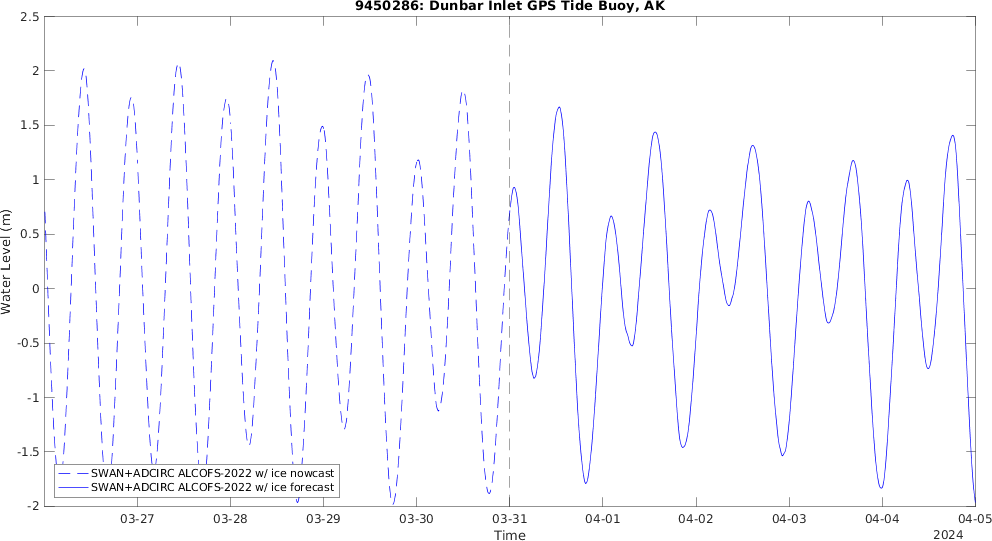 9450286: Dunbar Inlet GPS Tide Buoy, AK
2.5
2
1.5
1
0.5
0
-0.5
-1
-1.5
-2
Water Level (m)
SWAN+ADCIRC ALCOFS-2022 w/ ice nowcast
SWAN+ADCIRC ALCOFS-2022 w/ ice forecast
03-27 03-28 03-29 03-30 03-31 04-01 04-02 04-03 04-04 04-05
Time
2024